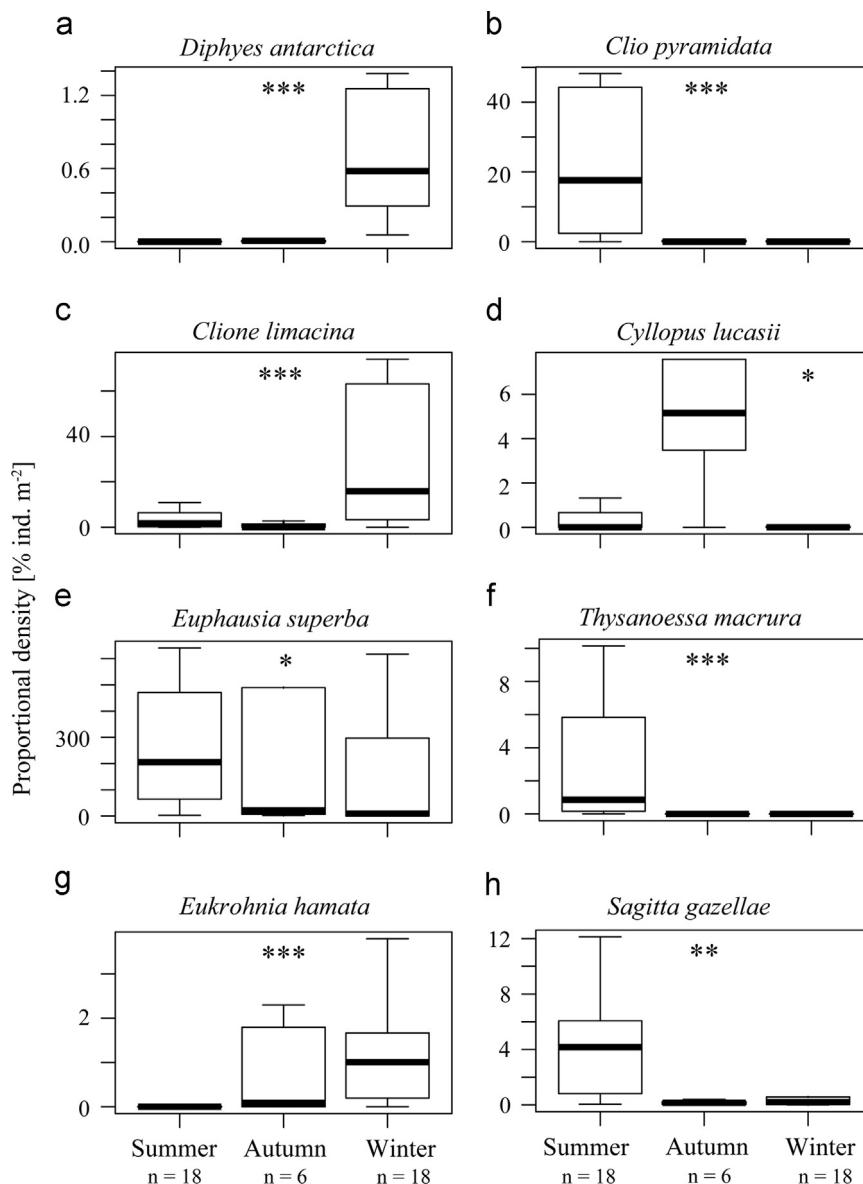 a
Diphyes antarctica
***
1.2
0.6
0.0
b
Clio pyramidata
***
40
20
0
c
Clione limacina
***
40
0
d
Cyllopus lucasii
*
6
4
2
0
e
Euphausia superba
*
300
0
f
Thysanoessa macrura
***
8
4
0
g
Eukrohnia hamata
***
2
0
h
Sagitta gazellae
**
12
8
4
0
Proportional density [% ind. m-2]
Summer Autumn Winter
n = 18 n = 6 n = 18
Summer Autumn Winter
n = 18 n = 6 n = 18